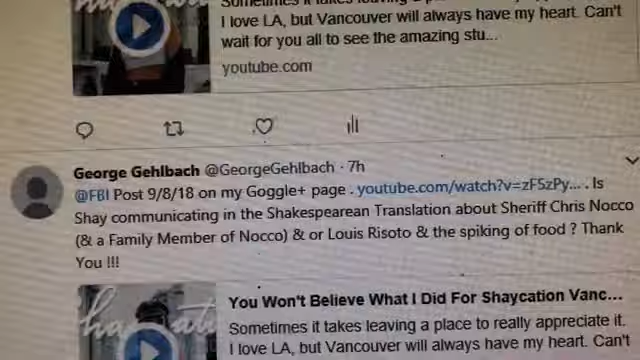 I love LA, but Vancouver will always have my heart. Can't
wait for you all to see the amazing stu...
youtube.com
George Gehlbach @GeorgeGehlbach · 7h
@FBI Post 9/8/18 on my Goggle+ page . youtube.com/watch?v=zF5zPy... . Is
Shay communicating in the Shakespearean Translation about Sheriff Chris Nocco
(& a Family Member of Nocco) & or Louis Risoto & the spiking of food ? Thank
You !!!
You Won't Believe What I Did For Shaycation Vanc...
Sometimes it takes leaving a place to really appreciate it.
I love LA, but Vancouver will always have my heart. Can't